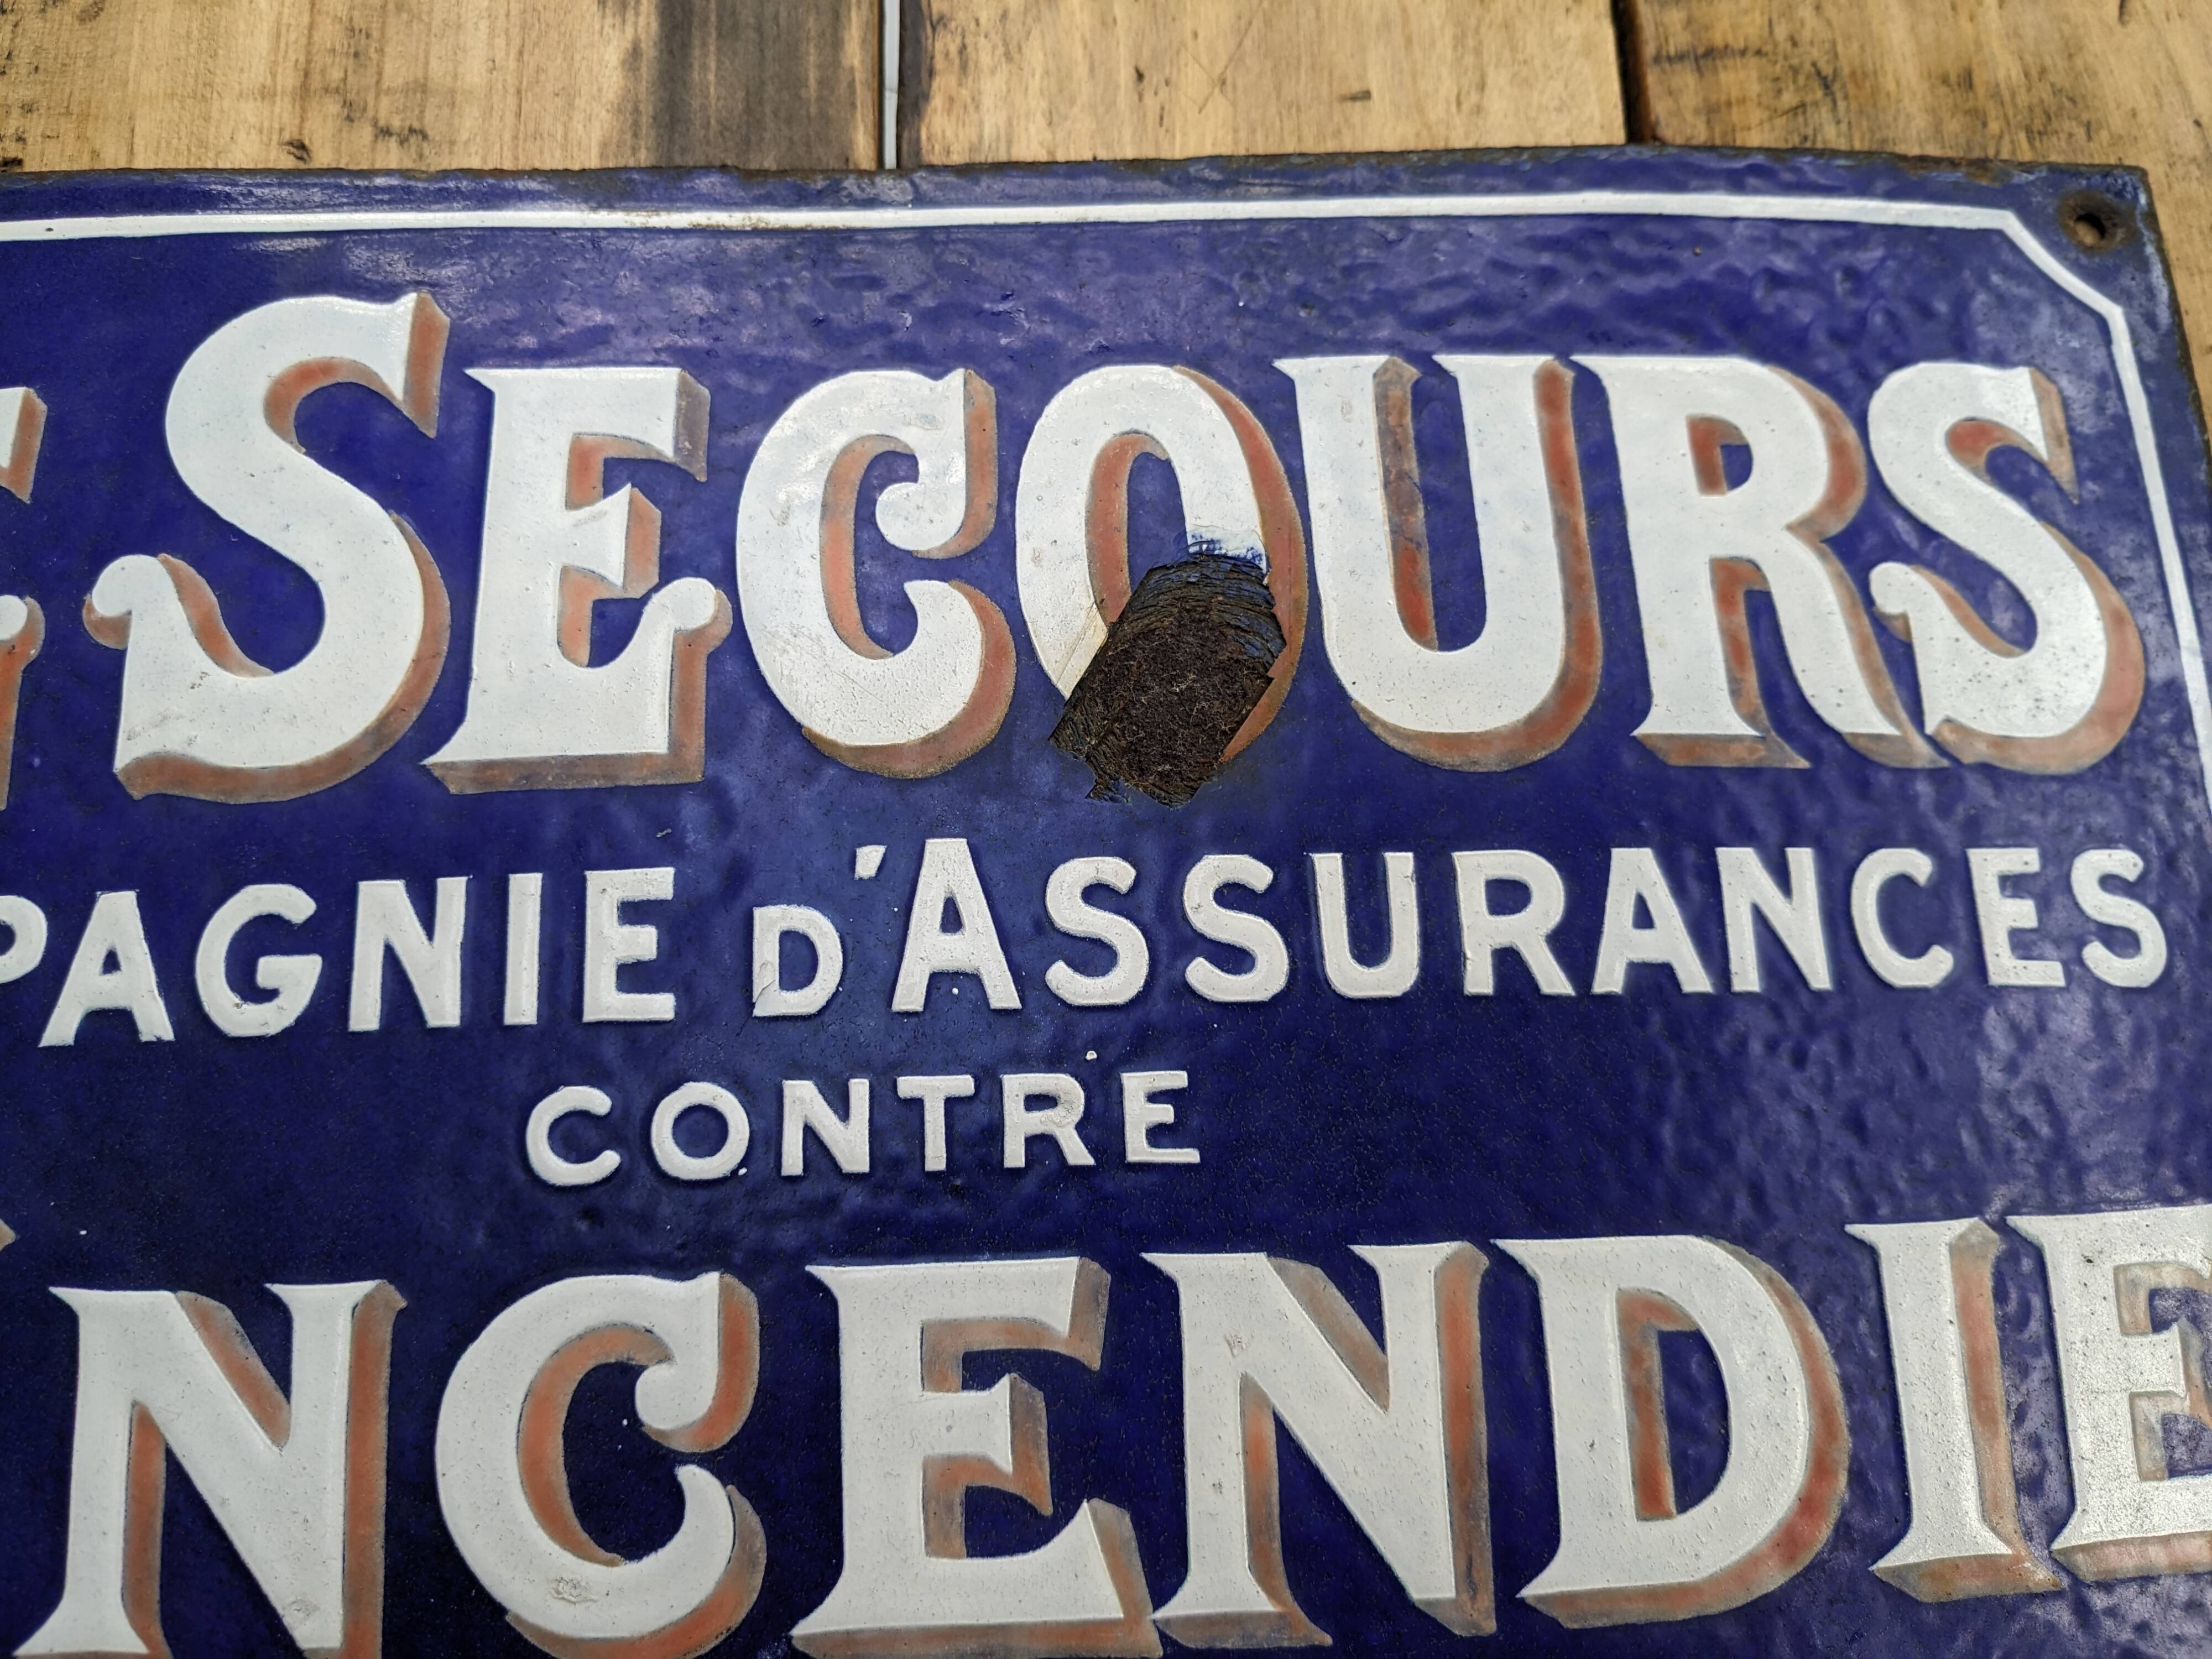 E SECOURS
PAGNIE D'ASSURANCES
CONTRE
NCENDIE